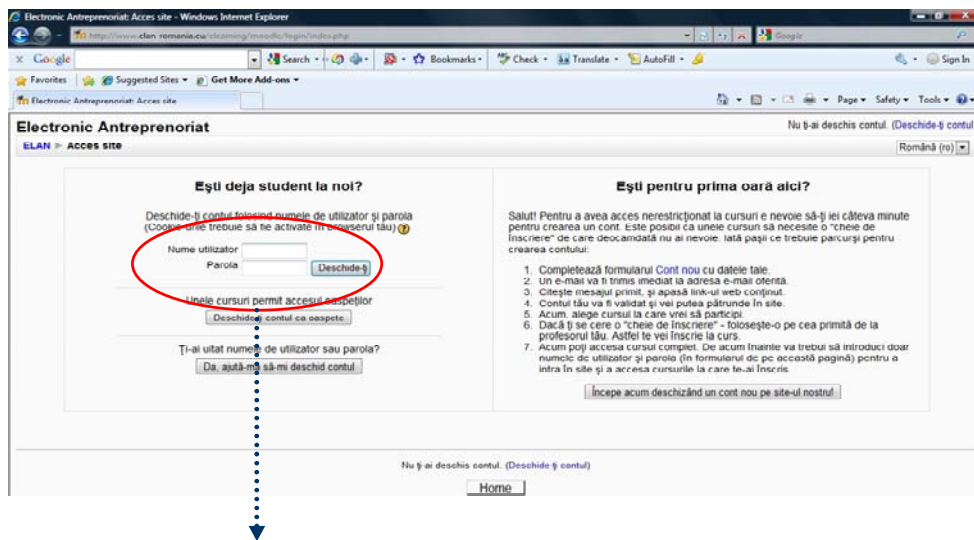 Electronic Antreprenoriat: Acces site - Windows Internet Explorer
http://www.elan romania.eu/elearning/moodle/login/index.php
Google
x Google Search Bookmarks Check Translate AutoFill Sign In
Favorites Suggested Sites Get More Add-ons
Electronic Antreprenoriat: Acces site Page Safety Tools
Electronic Antreprenoriat
Nu ţi-ai deschis contul. (Deschide-ţi contul
ELAN Acces site
Română (ro)
Eşti deja student la noi?
Deschide-ţi contul folosind numele de utilizator şi parola
(Cookie-urile trebuie să fie activate în browserul tău)
Nume utilizator
Parola Deschide-ţi
Unele cursuri permit accesul oaspeţilor
Deschide-ţi contul ca oaspete
Ţi-ai uitat numele de utilizator sau parola?
Da, ajută-mă să-mi deschid contul
Eşti pentru prima oară aici?
Salut! Pentru a avea acces nerestricţionat la cursuri e nevoie să-ţi iei câteva minute
pentru crearea un cont. Este posibil ca unele cursuri să necesite o "cheie de
înscriere" de care deocamdată nu ai nevoie. Iată paşii ce trebuie parcurşi pentru
crearea contului:
1. Completează formularul Cont nou cu datele tale.
2. Un e-mail va fi trimis imediat la adresa e-mail oferită.
3. Citeşte mesajul primit, şi apasă link-ul web conţinut.
4. Contul tău va fi validat şi vei putea pătrunde în site.
5. Acum, alege cursul la care vrei să participi.
6. Dacă ţi se cere o "cheie de înscriere" - foloseşte-o pe cea primită de la
profesorul tău. Astfel te vei înscrie la curs.
7. Acum poţi accesa cursul complet. De acum înainte va trebui să introduci doar
numele de utilizator şi parola (în formularul de pe această pagină) pentru a
intra în site şi a accesa cursurile la care te-ai înscris.
Începe acum deschizând un cont nou pe site-ul nostru!
Nu ţi ai deschis contul. (Deschide ţi contul)
Home